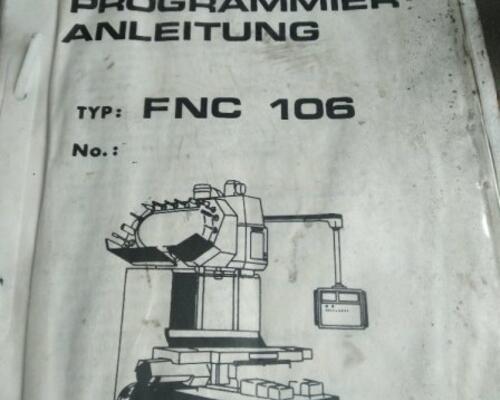 PROGRAMMIER-
ANLEITUNG
TYP: FNC 106
No.: